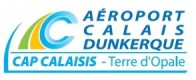 AÉROPORT
CALAIS
DUNKERQUE
CAP CALAISIS - Terre d'Opale